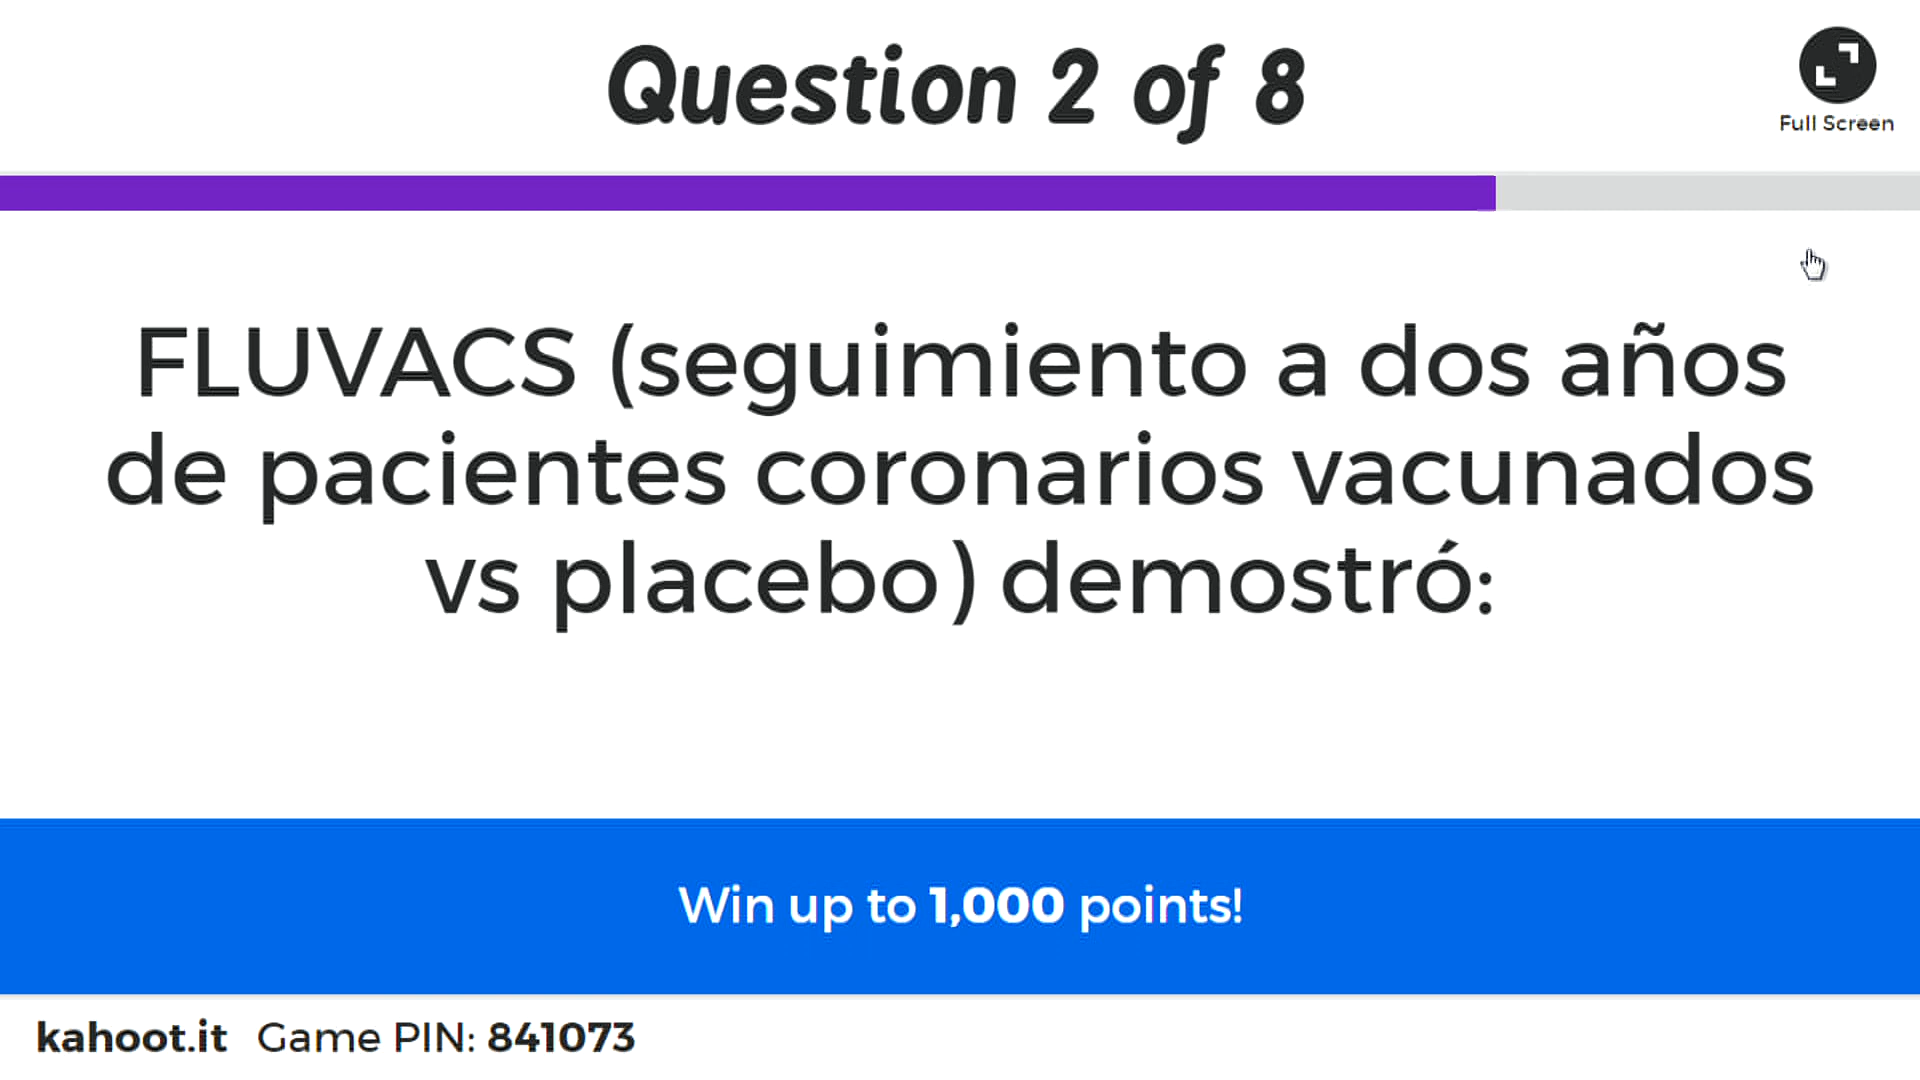 Question 2 of 8
Full Screen
FLUVACS (seguimiento a dos años
de pacientes coronarios vacunados
vs placebo) demostró:
Win up to 1,000 points!
kahoot.it Game PIN: 841073